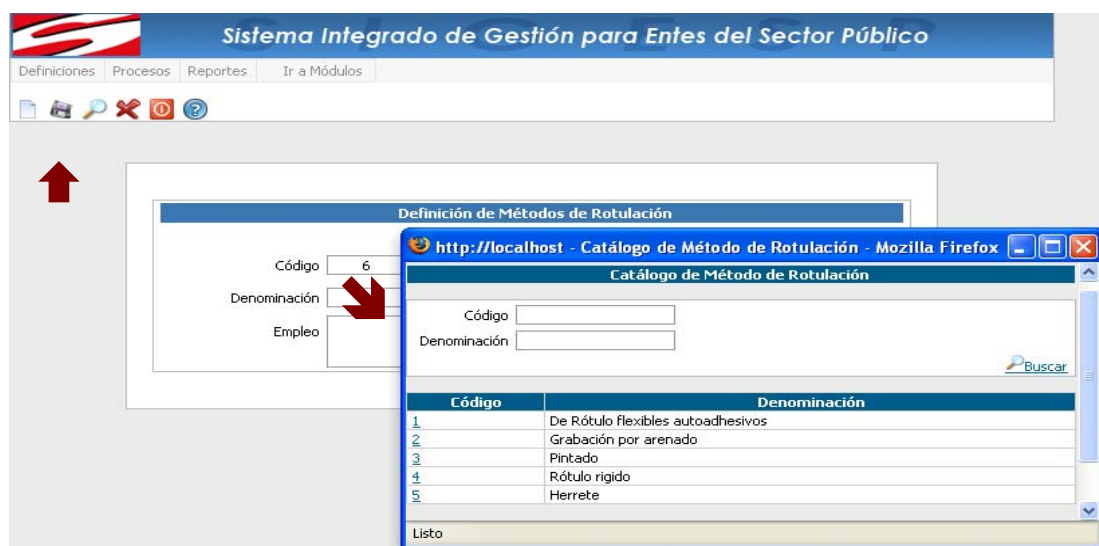 Sistema Integrado de Gestión para Entes del Sector Público
Definiciones Procesos Reportes Ir a Módulos
Definición de Métodos de Rotulación
Código 6
Denominación
Empleo
http://localhost - Catálogo de Método de Rotulación - Mozilla Firefox
Catálogo de Método de Rotulación
Código
Denominación
Buscar
Código Denominación
1 De Rótulo flexibles autoadhesivos
2 Grabación por arenado
3 Pintado
4 Rótulo rigido
5 Herrete
Listo